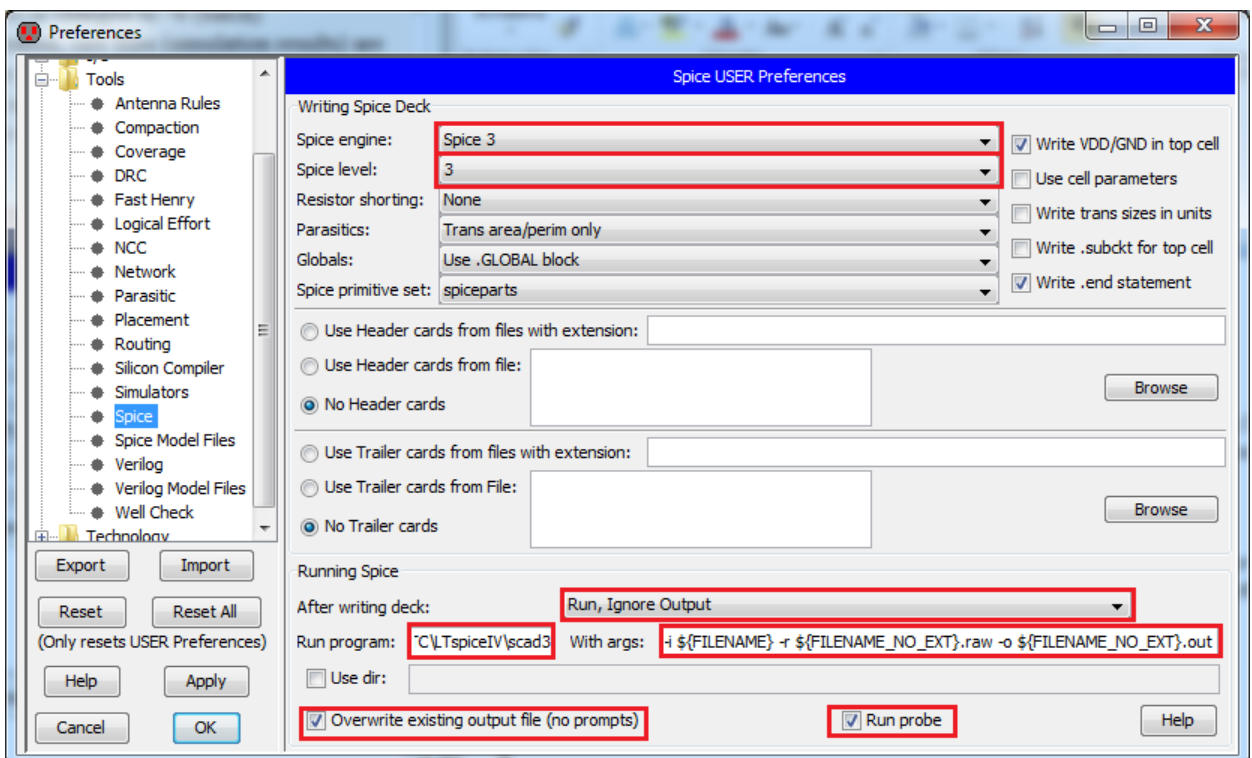 Preferences
Tools
Antenna Rules
Compaction
Coverage
DRC
Fast Henry
Logical Effort
NCC
Network
Parasitic
Placement
Routing
Silicon Compiler
Simulators
Spice
Spice Model Files
Verilog
Verilog Model Files
Well Check
Technology
Export Import
Reset Reset All
(Only resets USER Preferences)
Help Apply
Cancel OK
Spice USER Preferences
Writing Spice Deck
Spice engine: Spice 3
Spice level: 3
Resistor shorting: None
Parasitics: Trans area/perim only
Globals: Use .GLOBAL block
Spice primitive set: spiceparts
Write VDD/GND in top cell
Use cell parameters
Write trans sizes in units
Write .subckt for top cell
Write .end statement
Use Header cards from files with extension:
Use Header cards from file:
No Header cards
Browse
Use Trailer cards from files with extension:
Use Trailer cards from File:
No Trailer cards
Browse
Running Spice
After writing deck: Run, Ignore Output
Run program: C\LTspiceIV\scad3 With args: -i ${FILENAME} -r ${FILENAME_NO_EXT}.raw -o ${FILENAME_NO_EXT}.out
Use dir:
Overwrite existing output file (no prompts) Run probe Help